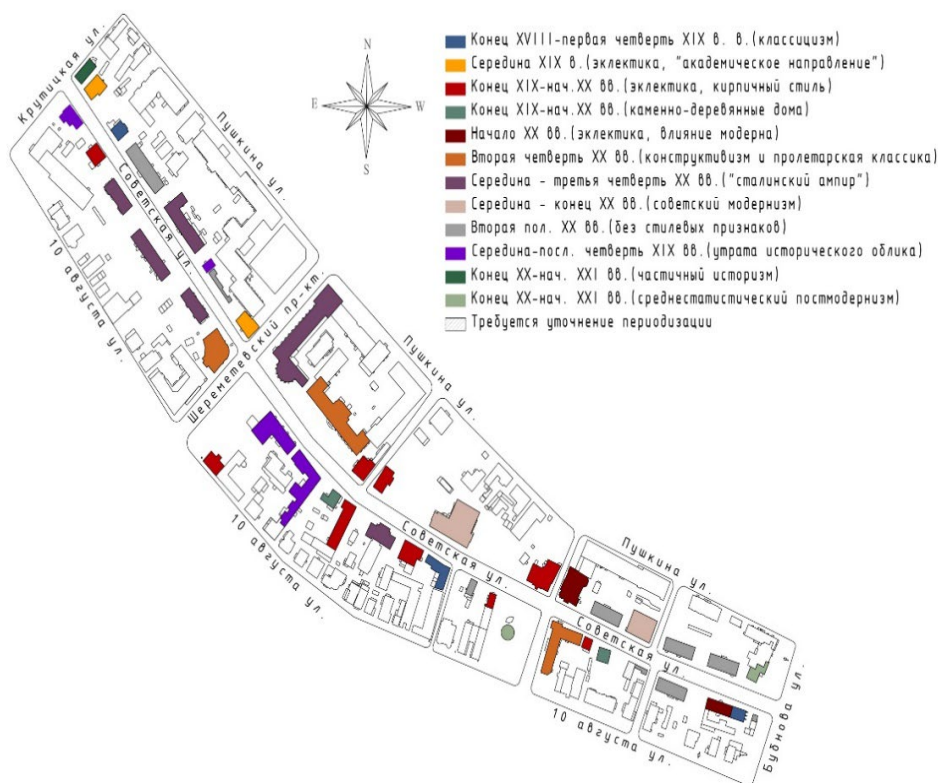 Крутицкая ул.
N
E
W
S
Конец XVIII-первая четверть XIX в. в.(классицизм)
Середина XIX в.(эклектика, "академическое направление")
Конец XIX-нач.XX вв.(эклектика, кирпичный стиль)
Конец XIX-нач.XX вв.(каменно-деревянные дома)
Начало XX вв.(эклектика, влияние модерна)
Вторая четверть XX вв.(конструктивизм и пролетарская классика)
Середина - третья четверть XX вв.("сталинский ампир")
Середина - конец XX вв.(советский модернизм)
Вторая пол. XX вв.(без стилевых признаков)
Середина-посл. четверть XIX вв.(утрата исторического облика)
Конец XX-нач. XXI вв.(частичный историзм)
Конец XX-нач. XXI вв.(среднестатистический постмодернизм)
Требуется уточнение периодизации
Пушкина ул.
Советская ул.
10 августа ул.
Шереметевский пр-кт.
Пушкина ул.
10 августа ул.
Советская ул.
Пушкина ул.
Советская ул.
10 августа ул.
Бубнова ул.